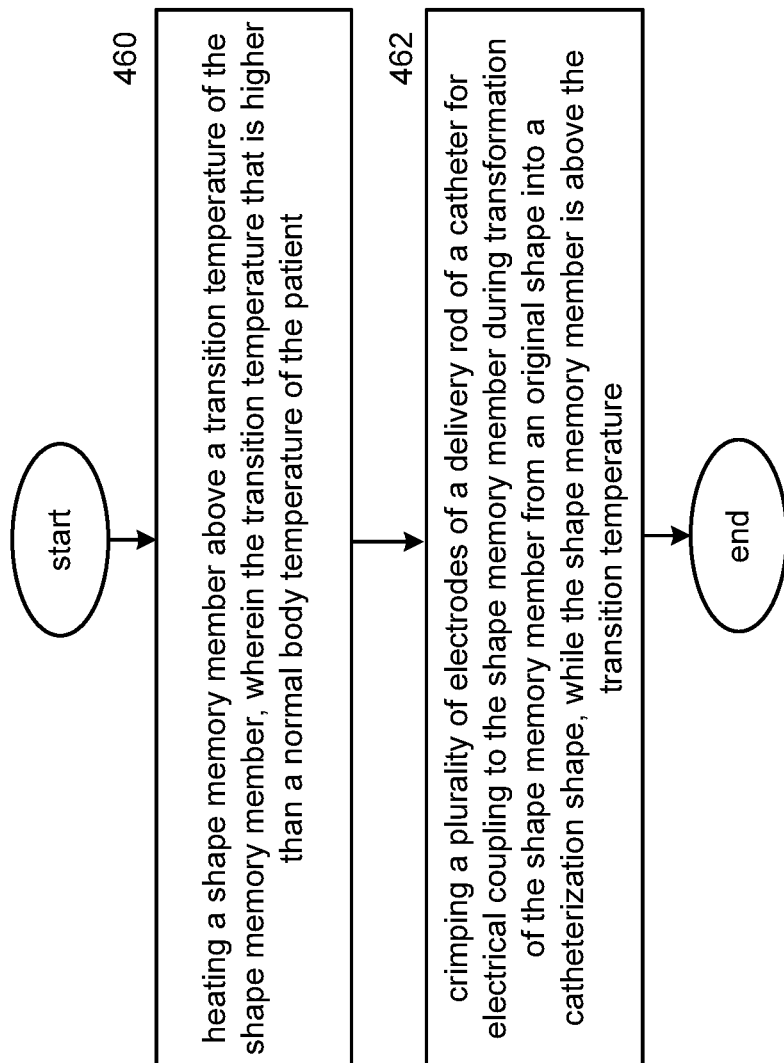 start
460
heating a shape memory member above a transition temperature of the
shape memory member, wherein the transition temperature that is higher
than a normal body temperature of the patient
462
crimping a plurality of electrodes of a delivery rod of a catheter for
electrical coupling to the shape memory member during transformation
of the shape memory member from an original shape into a
catheterization shape, while the shape memory member is above the
transition temperature
end